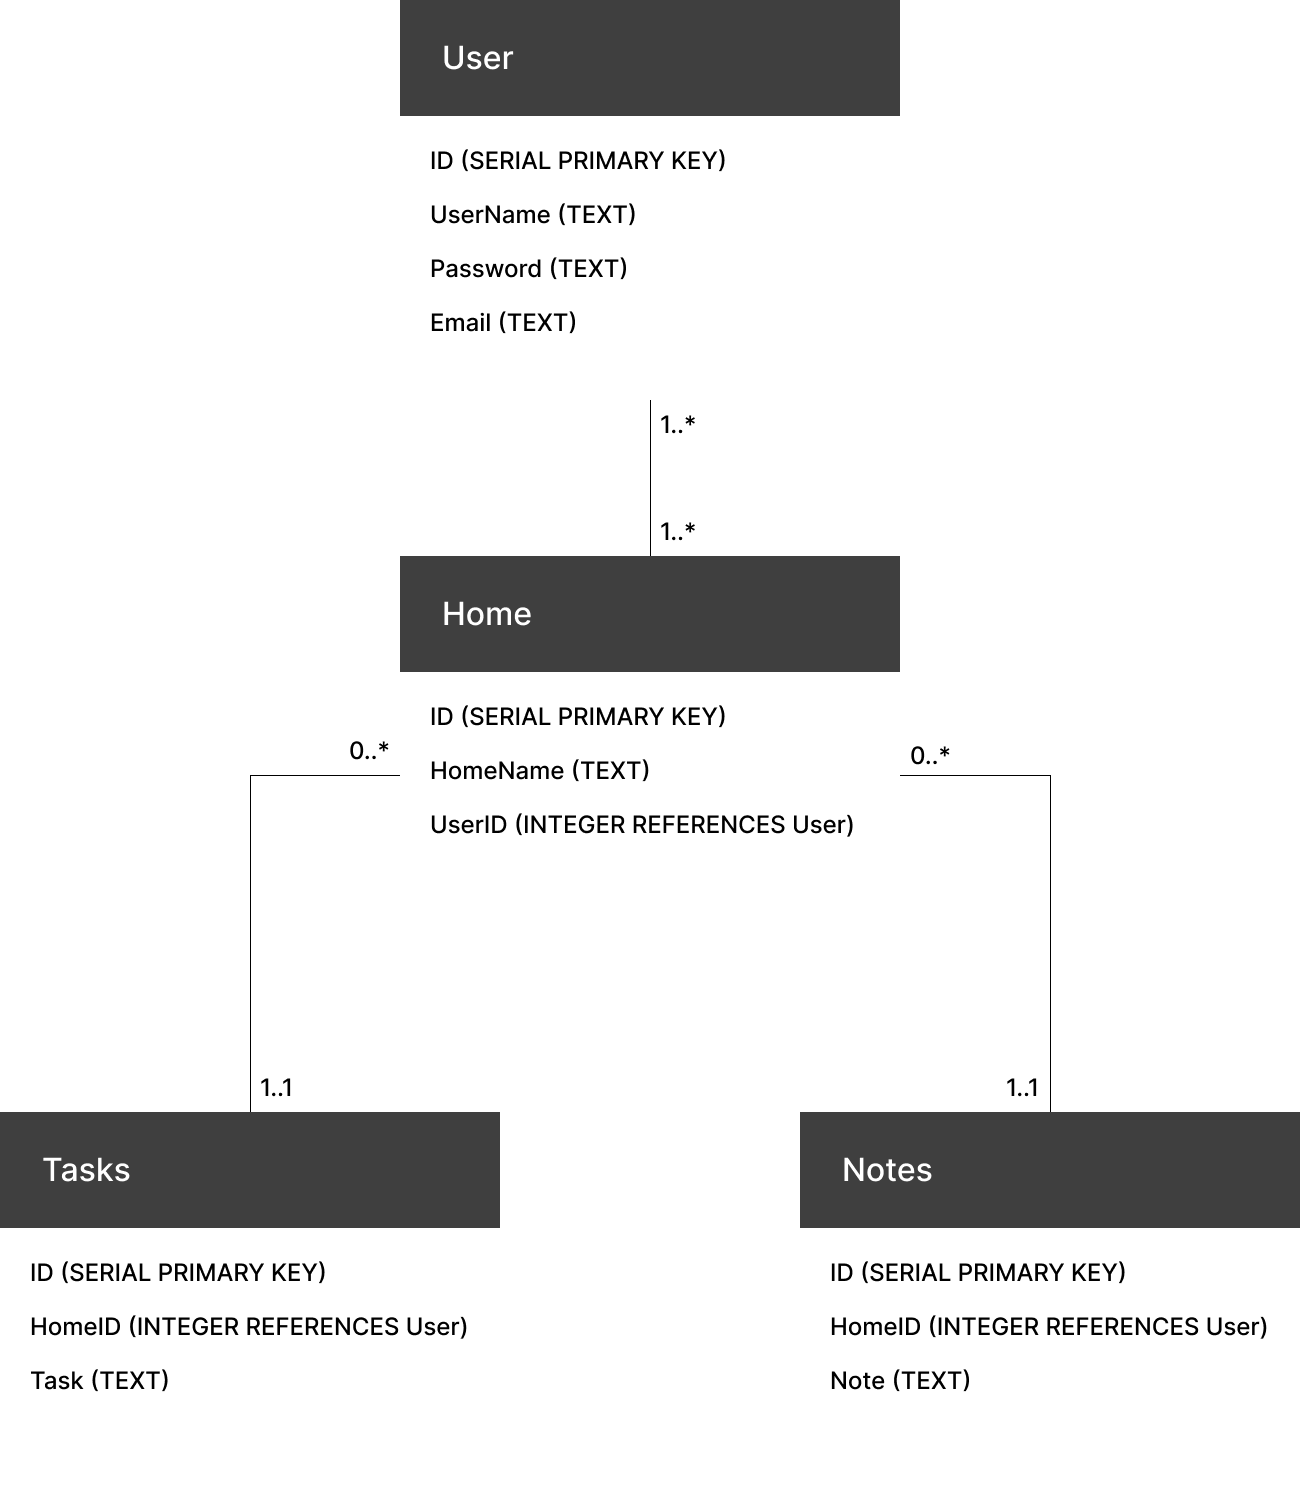 User
ID (SERIAL PRIMARY KEY)
UserName (TEXT)
Password (TEXT)
Email (TEXT)
1..*
1..*
Home
ID (SERIAL PRIMARY KEY)
HomeName (TEXT)
UserID (INTEGER REFERENCES User)
0..*
0..*
1..1
1..1
Tasks
ID (SERIAL PRIMARY KEY)
HomeID (INTEGER REFERENCES User)
Task (TEXT)
Notes
ID (SERIAL PRIMARY KEY)
HomeID (INTEGER REFERENCES User)
Note (TEXT)